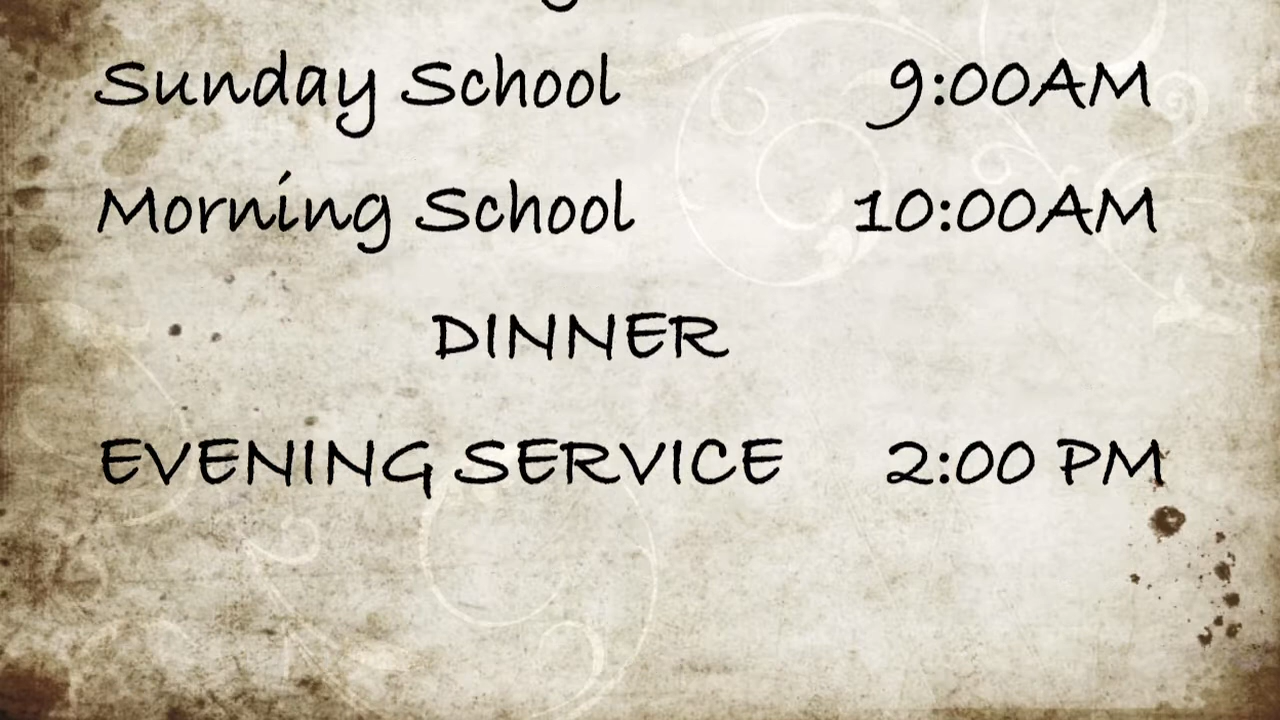 Sunday School 9:00AM
Morning School 10:00AM
DINNER
EVENING SERVICE 2:00 PM